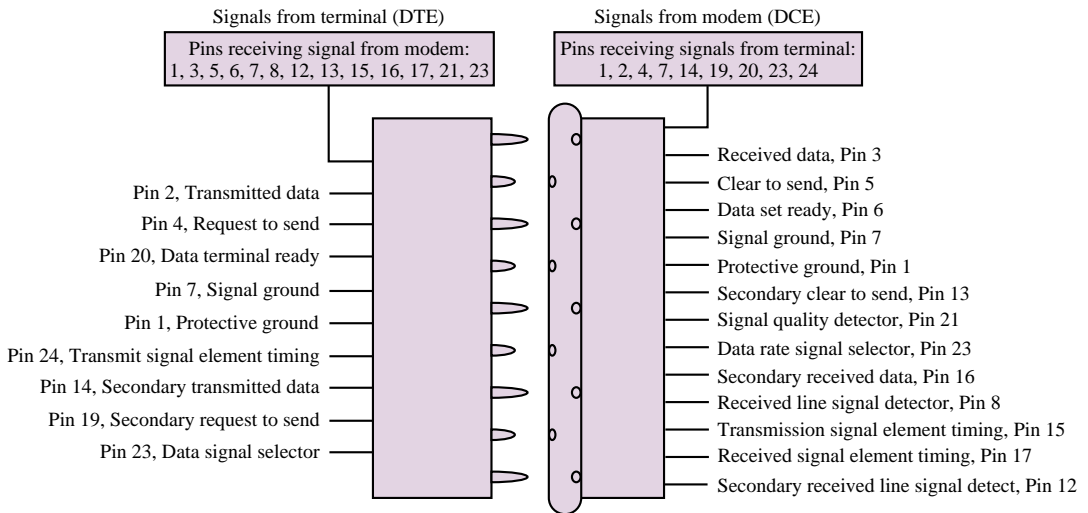 Signals from terminal (DTE)
Pins receiving signal from modem:
1, 3, 5, 6, 7, 8, 12, 13, 15, 16, 17, 21, 23
Pin 2, Transmitted data
Pin 4, Request to send
Pin 20, Data terminal ready
Pin 7, Signal ground
Pin 1, Protective ground
Pin 24, Transmit signal element timing
Pin 14, Secondary transmitted data
Pin 19, Secondary request to send
Pin 23, Data signal selector
Signals from modem (DCE)
Pins receiving signals from terminal:
1, 2, 4, 7, 14, 19, 20, 23, 24
Received data, Pin 3
Clear to send, Pin 5
Data set ready, Pin 6
Signal ground, Pin 7
Protective ground, Pin 1
Secondary clear to send, Pin 13
Signal quality detector, Pin 21
Data rate signal selector, Pin 23
Secondary received data, Pin 16
Received line signal detector, Pin 8
Transmission signal element timing, Pin 15
Received signal element timing, Pin 17
Secondary received line signal detect, Pin 12